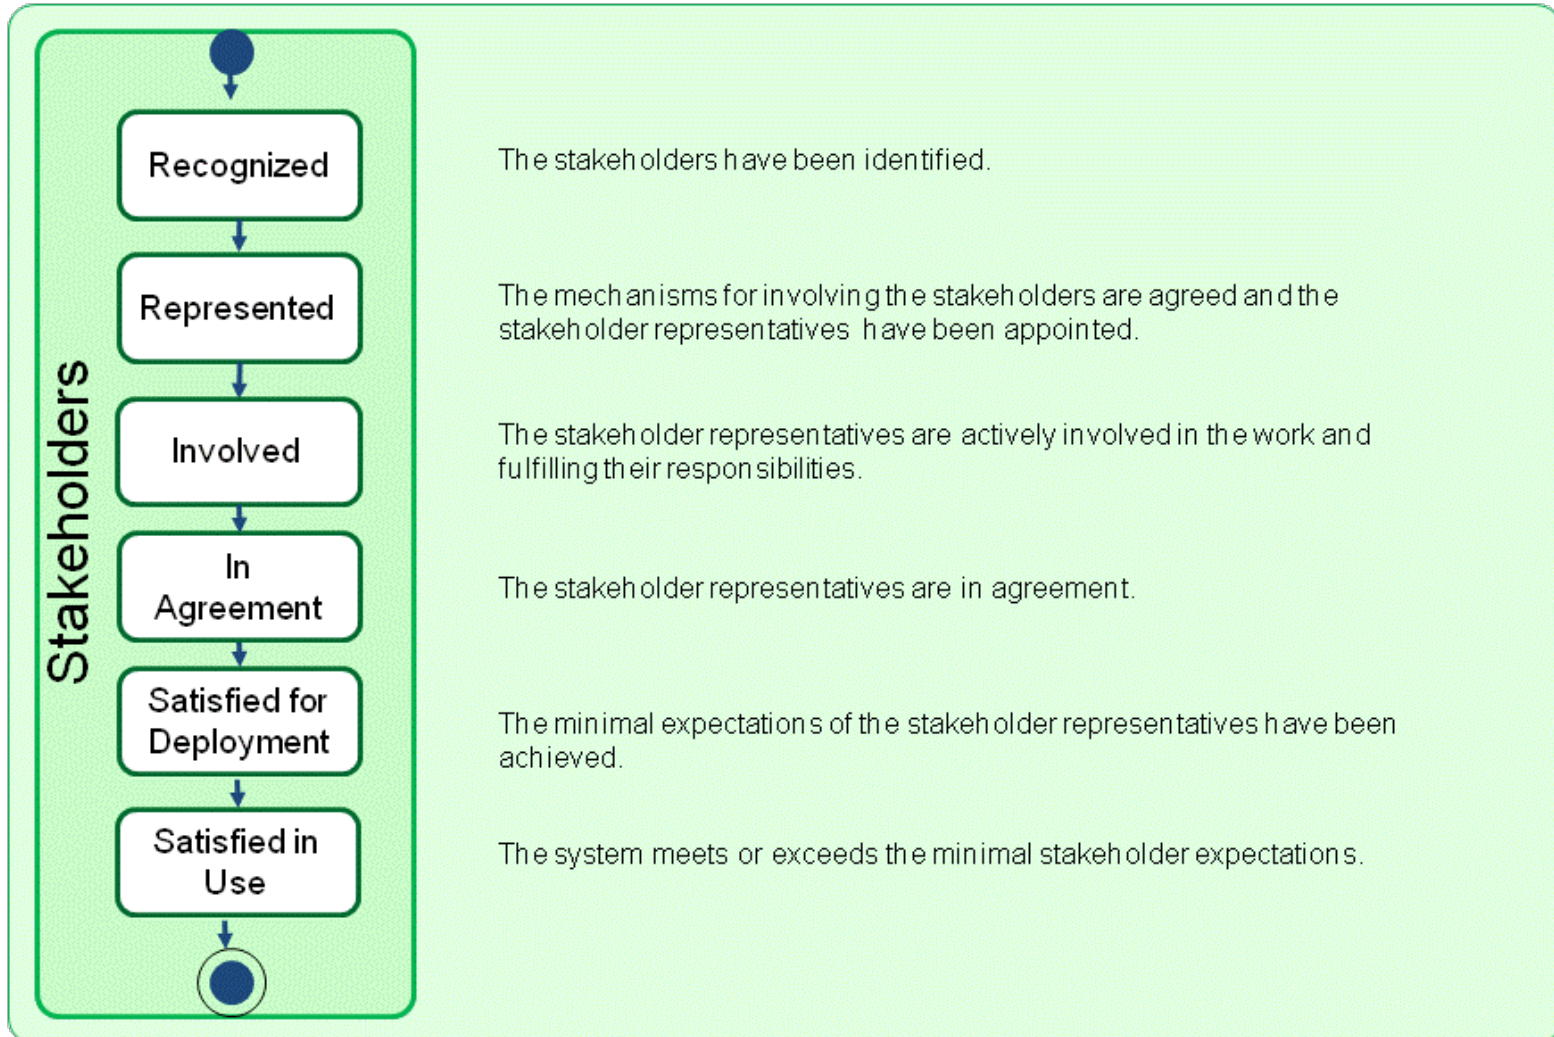 Stakeholders
Recognized
The stakeholders have been identified.
Represented
The mechanisms for involving the stakeholders are agreed and the
stakeholder representatives have been appointed.
Involved
The stakeholder representatives are actively involved in the work and
fulfilling their responsibilities.
In
Agreement
The stakeholder representatives are in agreement.
Satisfied for
Deployment
The minimal expectations of the stakeholder representatives have been
achieved.
Satisfied in
Use
The system meets or exceeds the minimal stakeholder expectations.